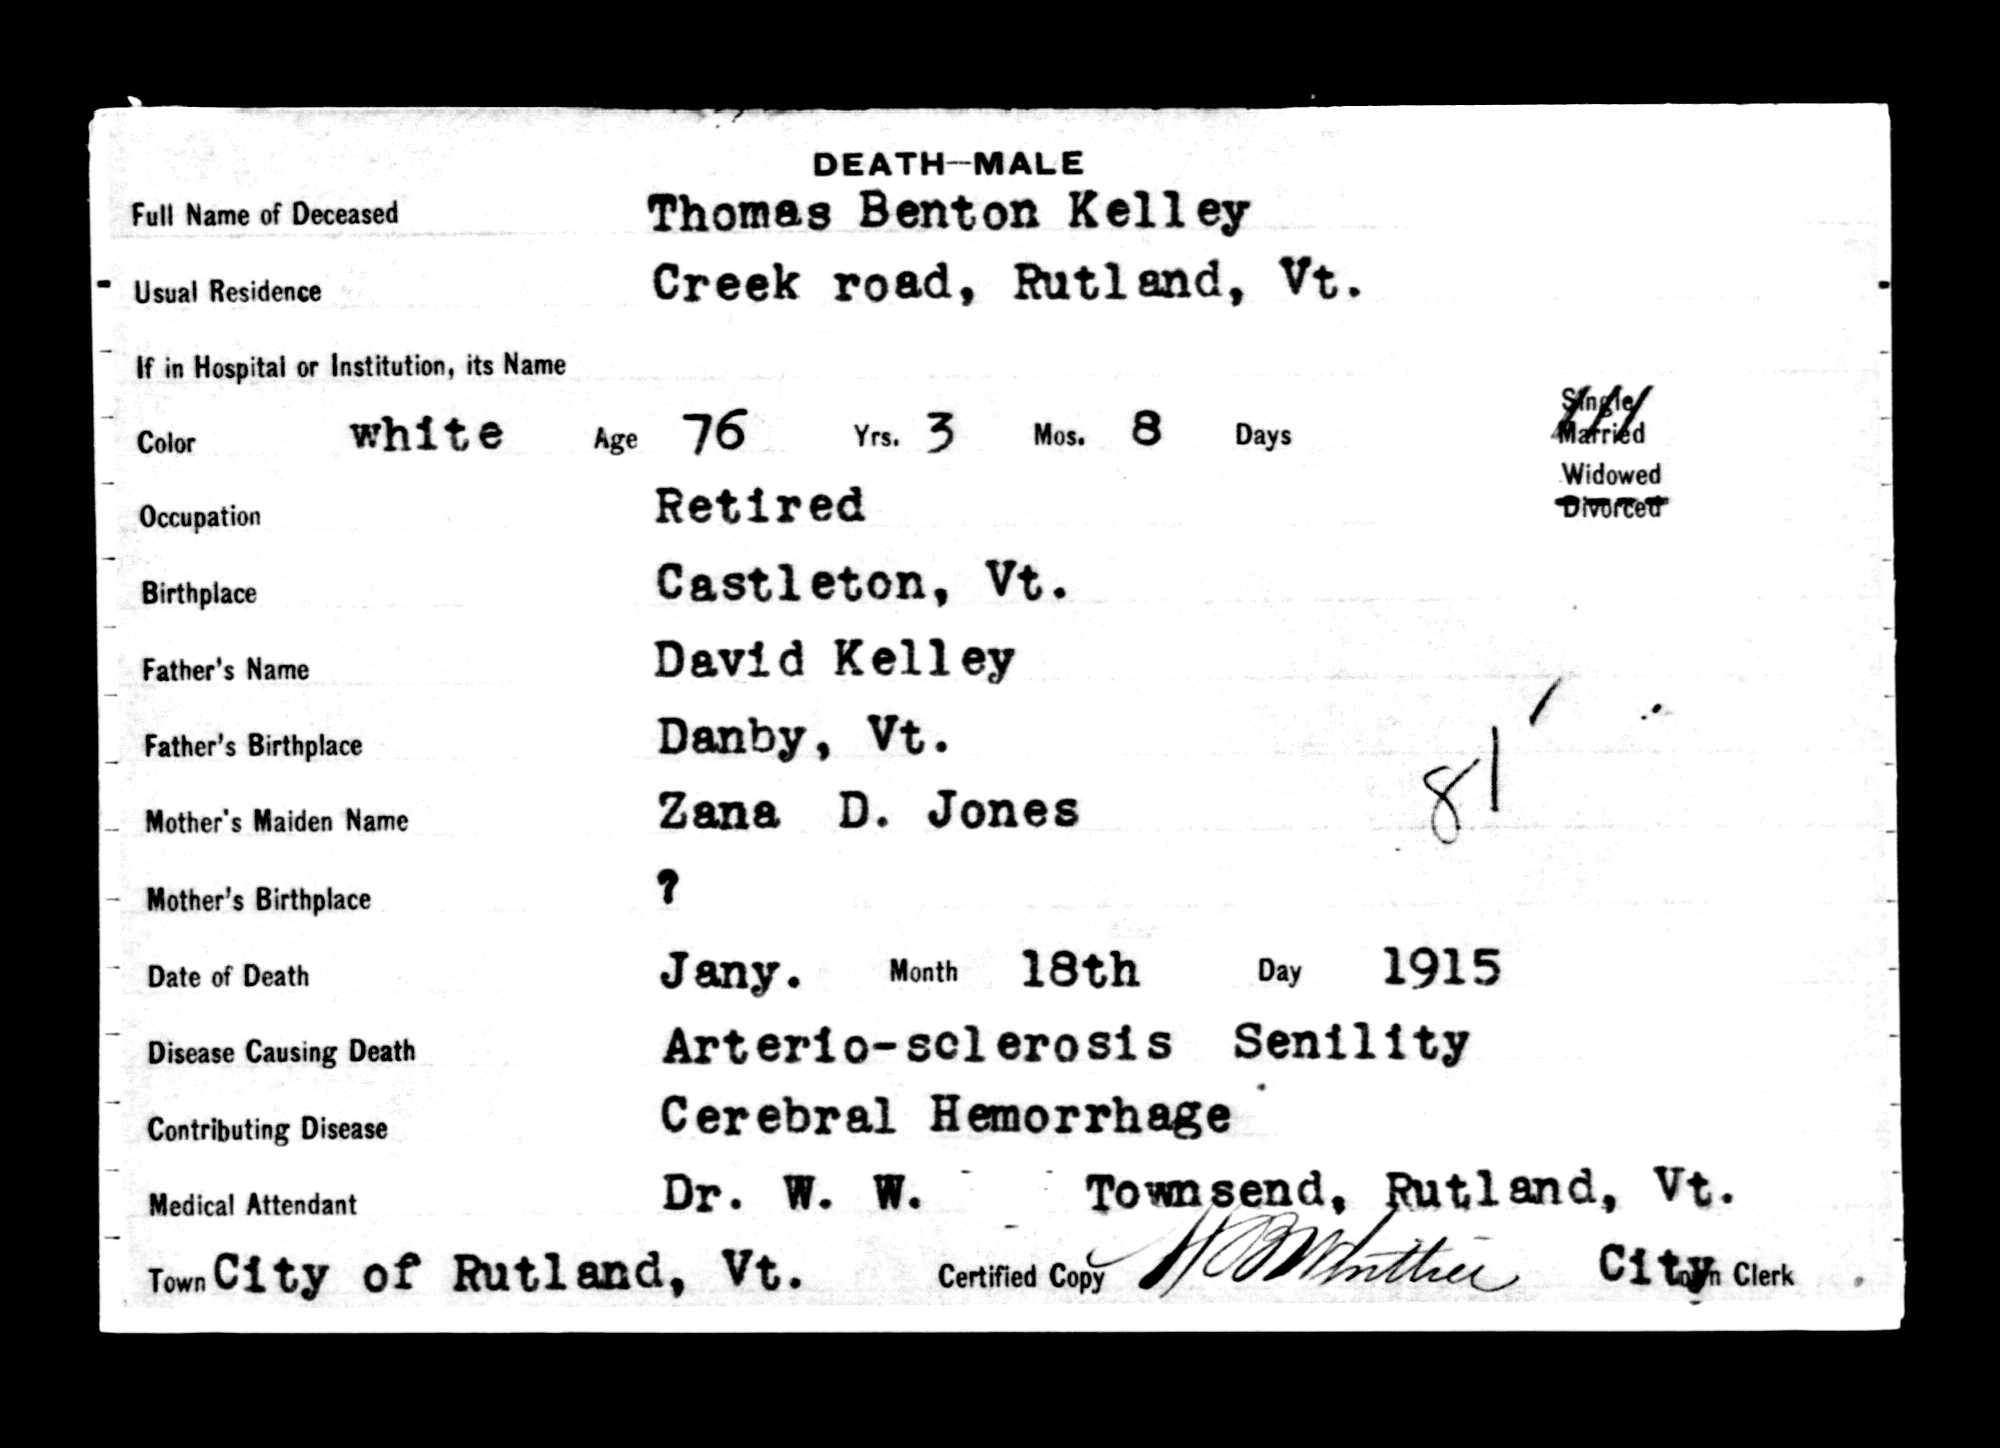 DEATH—MALE
Full Name of Deceased Thomas Benton Kelley
Usual Residence Creek road, Rutland, Vt.
If in Hospital or Institution, its Name
Single
Color white Age 76 Yrs. 3 Mos. 8 Days Married
Widowed
Occupation Retired Divorced
Birthplace Castleton, Vt.
Father's Name David Kelley
Father's Birthplace Danby, Vt.
81
Mother's Maiden Name Zana D. Jones
Mother's Birthplace ?
Date of Death Jany. Month 18th Day 1915
Disease Causing Death Arterio-sclerosis Senility
Contributing Disease Cerebral Hemorrhage
Medical Attendant Dr. W. W. Townsend, Rutland, Vt.
Town City of Rutland, Vt. Certified Copy City Town Clerk